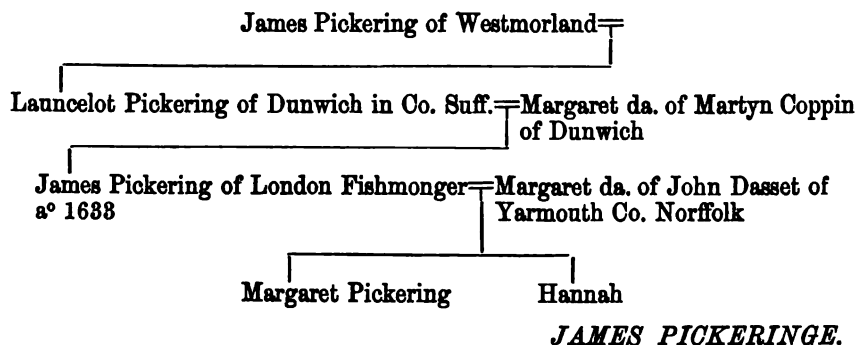 James Pickering of Westmorland
Launcelot Pickering of Dunwich in Co. Suff.=Margaret da. of Martyn Coppin
of Dunwich
James Pickering of London Fishmonger=Margaret da. of John Dasset of
aº 1633 Yarmouth Co. Norffolk
Margaret Pickering Hannah
JAMES PICKERINGE.